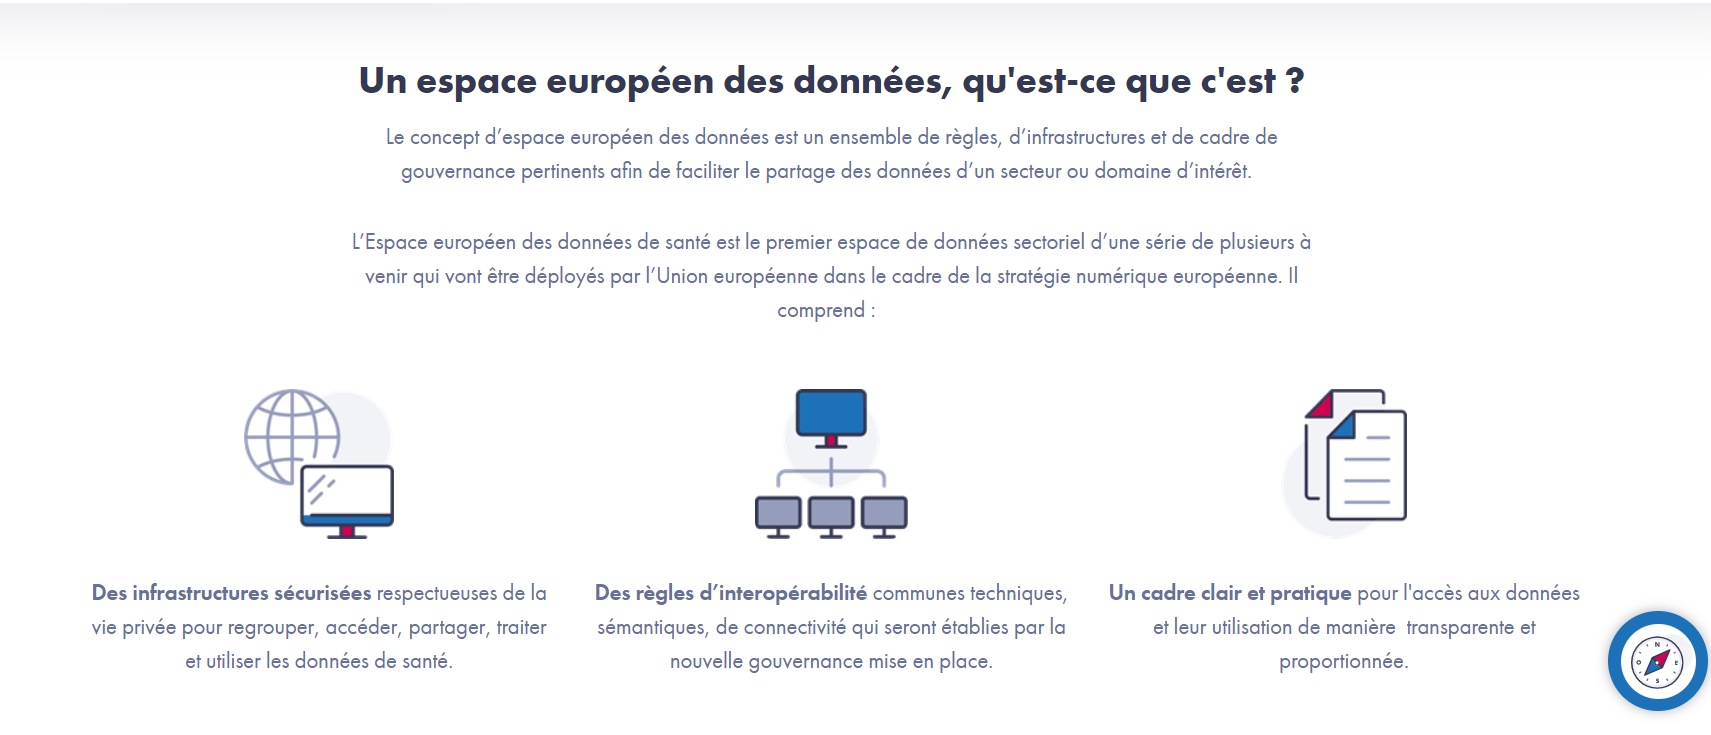 Un espace européen des données, qu'est-ce que c'est ?
Le concept d’espace européen des données est un ensemble de règles, d’infrastructures et de cadre de
gouvernance pertinents afin de faciliter le partage des données d’un secteur ou domaine d’intérêt.
L’Espace européen des données de santé est le premier espace de données sectoriel d’une série de plusieurs à
venir qui vont être déployés par l’Union européenne dans le cadre de la stratégie numérique européenne. Il
comprend :
Des infrastructures sécurisées respectueuses de la
vie privée pour regrouper, accéder, partager, traiter
et utiliser les données de santé.
Des règles d’interopérabilité communes techniques,
sémantiques, de connectivité qui seront établies par la
nouvelle gouvernance mise en place.
Un cadre clair et pratique pour l'accès aux données
et leur utilisation de manière  transparente et
proportionnée.
N
O E
S